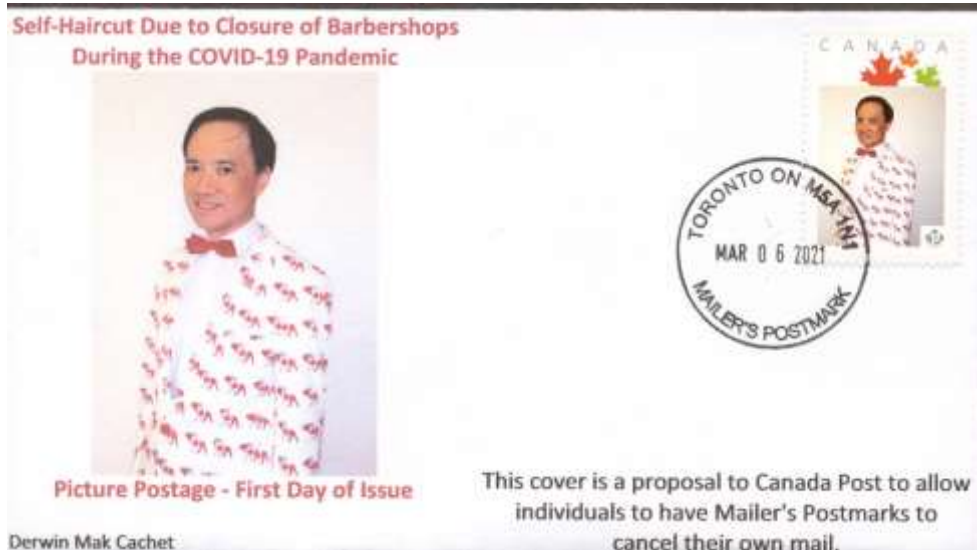 Self-Haircut Due to Closure of Barbershops
During the COVID-19 Pandemic
CANADA
TORONTO ON M5A 1N1
MAR 06 2021
MAILER'S POSTMARK
Picture Postage - First Day of Issue
This cover is a proposal to Canada Post to allow
individuals to have Mailer's Postmarks to
cancel their own mail.
Derwin Mak Cachet